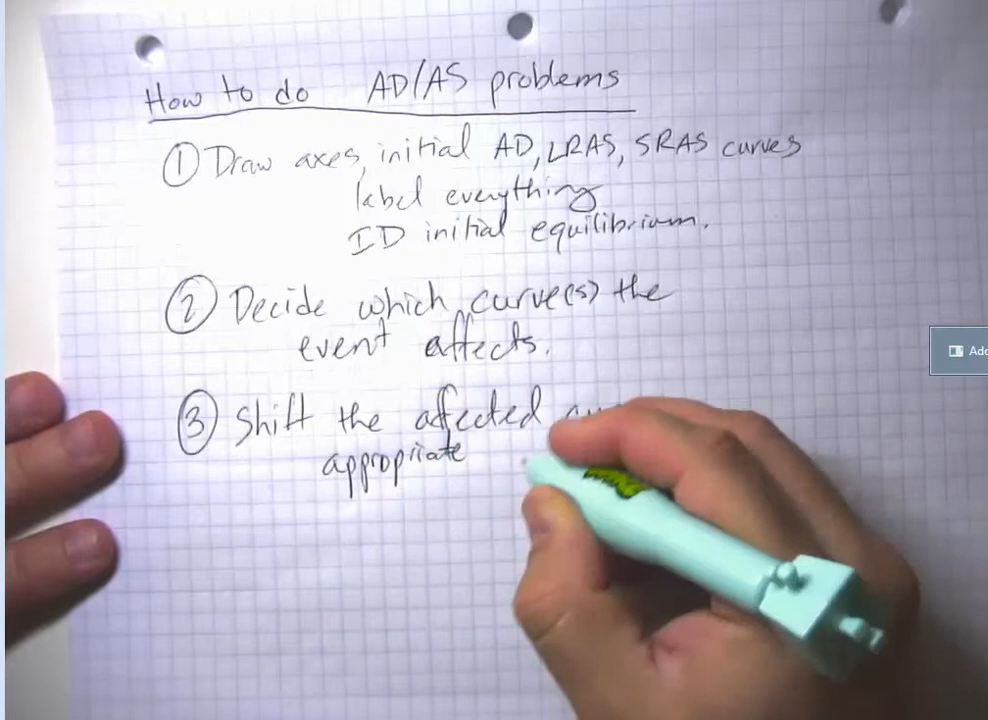 How to do AD/AS problems
① Draw axes, initial AD, LRAS, SRAS curves
label everything
ID initial equilibrium.
② Decide which curve(s) the
event affects.
③ Shift the affected
appropriate